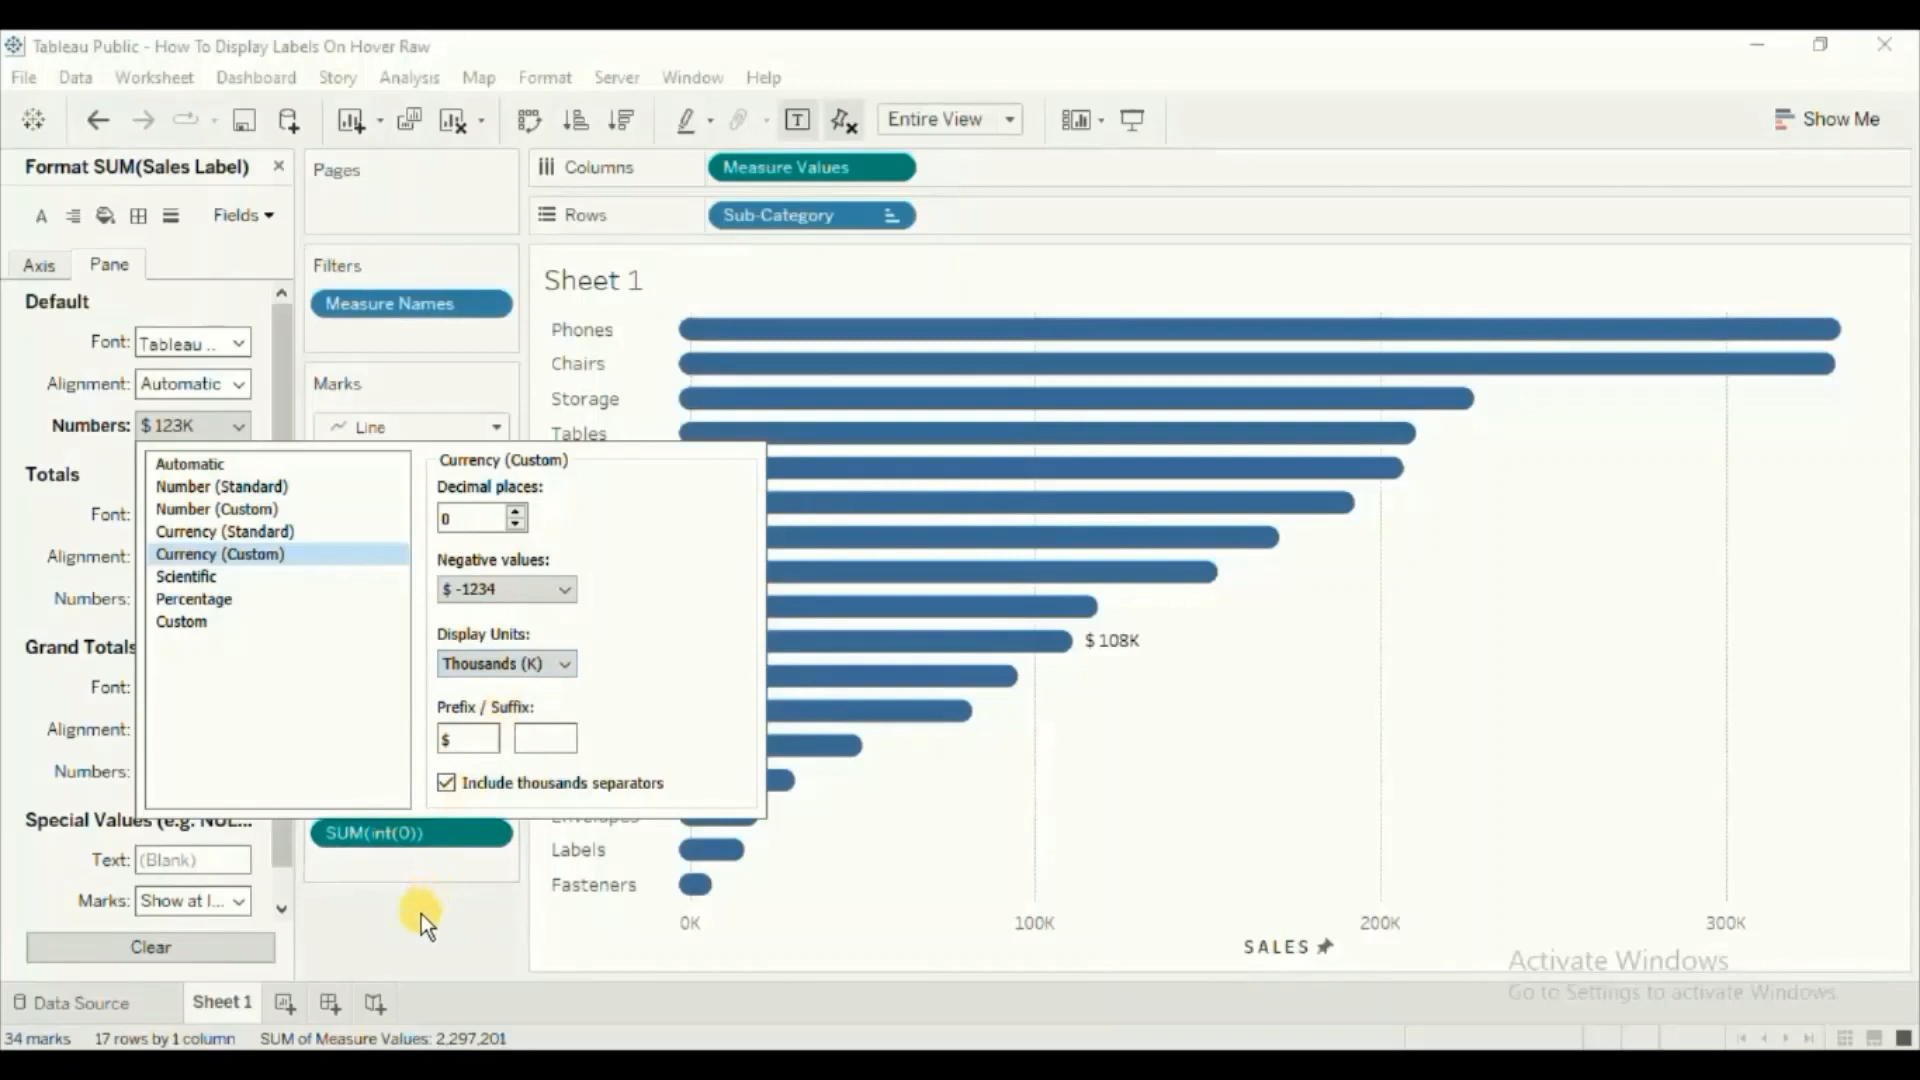 Tableau Public - How To Display Labels On Hover Raw
File Data Worksheet Dashboard Story Analysis Map Format Server Window Help
Entire View
Show Me
Format SUM(Sales Label)
Fields
Axis
Pane
Default
Font: Tableau ..
Alignment: Automatic
Numbers: $ 123K
Totals
Font:
Alignment:
Numbers:
Grand Totals
Font:
Alignment:
Numbers:
Special Values (e.g. NUL...
Text: (Blank)
Marks: Show at l...
Clear
Pages
Filters
Measure Names
Marks
Line
Automatic
Number (Standard)
Number (Custom)
Currency (Standard)
Currency (Custom)
Scientific
Percentage
Custom
Currency (Custom)
Decimal places:
0
Negative values:
$ -1234
Display Units:
Thousands (K)
Prefix / Suffix:
$
Include thousands separators
SUM(int(0))
Columns
Measure Values
Rows
Sub-Category
Sheet 1
Phones
Chairs
Storage
Tables
$ 108K
Envelopes
Labels
Fasteners
0K 100K 200K 300K
SALES
Activate Windows
Go to Settings to activate Windows.
Data Source
Sheet 1
34 marks 17 rows by 1 column SUM of Measure Values: 2,297,201